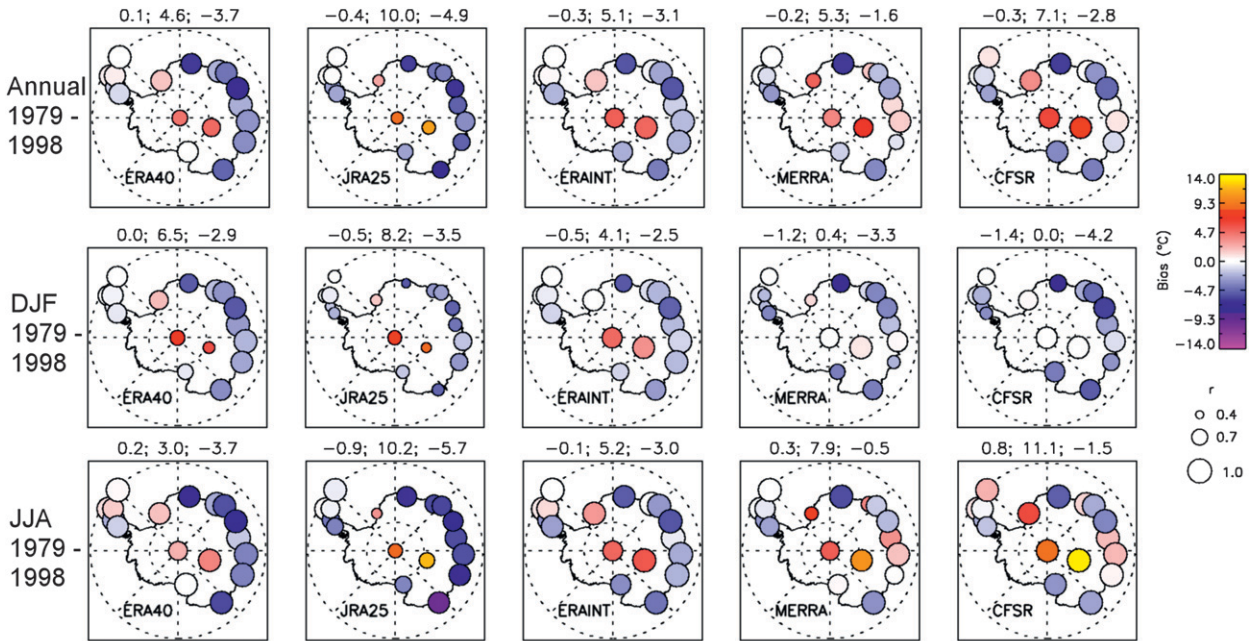 0.1; 4.6; −3.7
−0.4; 10.0; −4.9
−0.3; 5.1; −3.1
−0.2; 5.3; −1.6
−0.3; 7.1; −2.8
Annual
1979 -
1998
ERA40
JRA25
ERAINT
MERRA
CFSR
0.0; 6.5; −2.9
−0.5; 8.2; −3.5
−0.5; 4.1; −2.5
−1.2; 0.4; −3.3
−1.4; 0.0; −4.2
DJF
1979 -
1998
ERA40
JRA25
ERAINT
MERRA
CFSR
0.2; 3.0; −3.7
−0.9; 10.2; −5.7
−0.1; 5.2; −3.0
0.3; 7.9; −0.5
0.8; 11.1; −1.5
JJA
1979 -
1998
ERA40
JRA25
ERAINT
MERRA
CFSR
Bias (°C)
14.0
9.3
4.7
0.0
−4.7
−9.3
−14.0
r
0.4
0.7
1.0